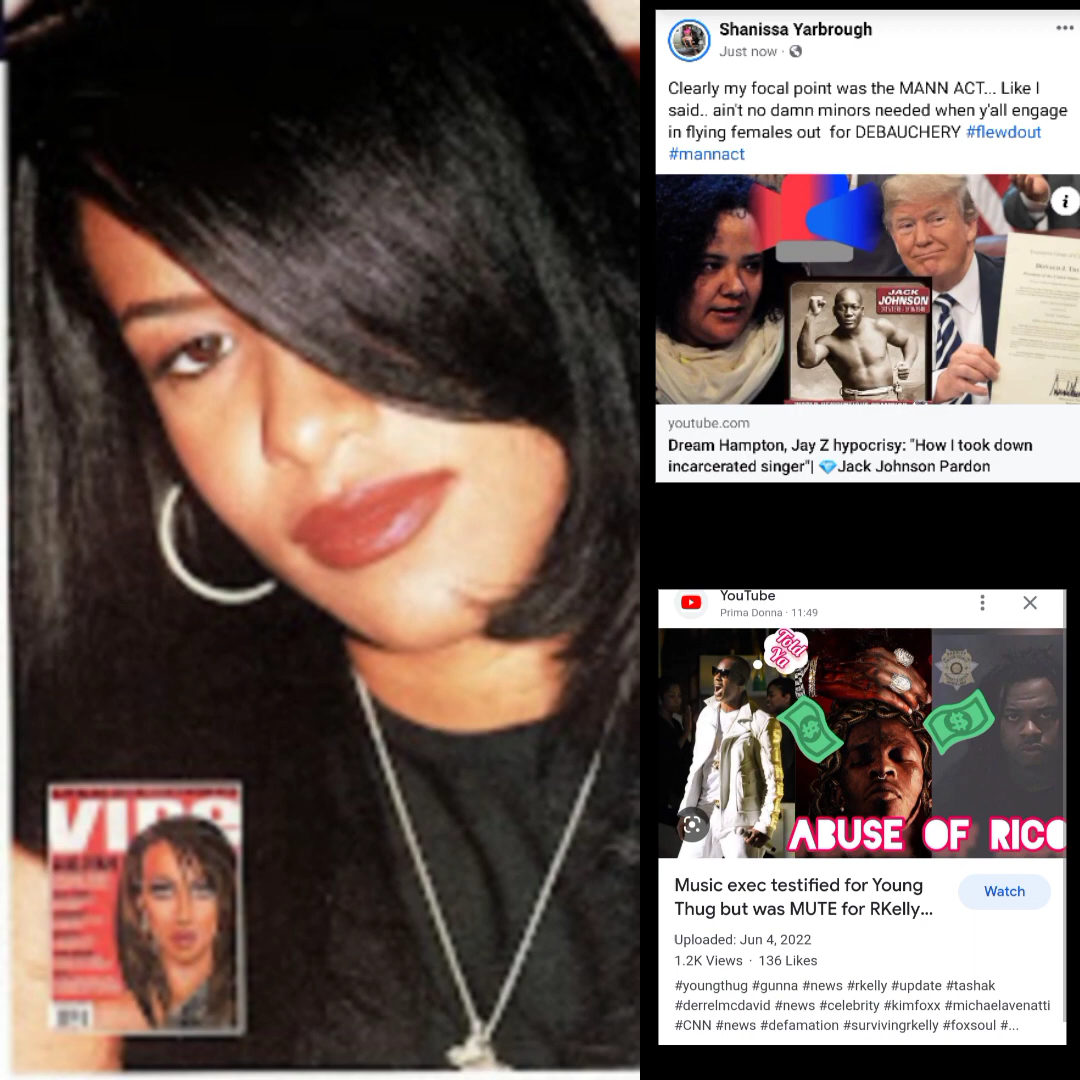 VIBE
Shanissa Yarbrough
Just now
Clearly my focal point was the MANN ACT... Like I
said.. ain't no damn minors needed when y'all engage
in flying females out for DEBAUCHERY #flewdout
#mannact
JACK
JOHNSON
youtube.com
Dream Hampton, Jay Z hypocrisy: "How I took down
incarcerated singer"| 💎Jack Johnson Pardon
YouTube
Prima Donna · 11:49
Told
Ya
ABUSE OF RICO
Music exec testified for Young
Thug but was MUTE for RKelly...
Watch
Uploaded: Jun 4, 2022
1.2K Views · 136 Likes
#youngthug #gunna #news #rkelly #update #tashak
#derrelmcdavid #news #celebrity #kimfoxx #michaelavenatti
#CNN #news #defamation #survivingrkelly #foxsoul #...